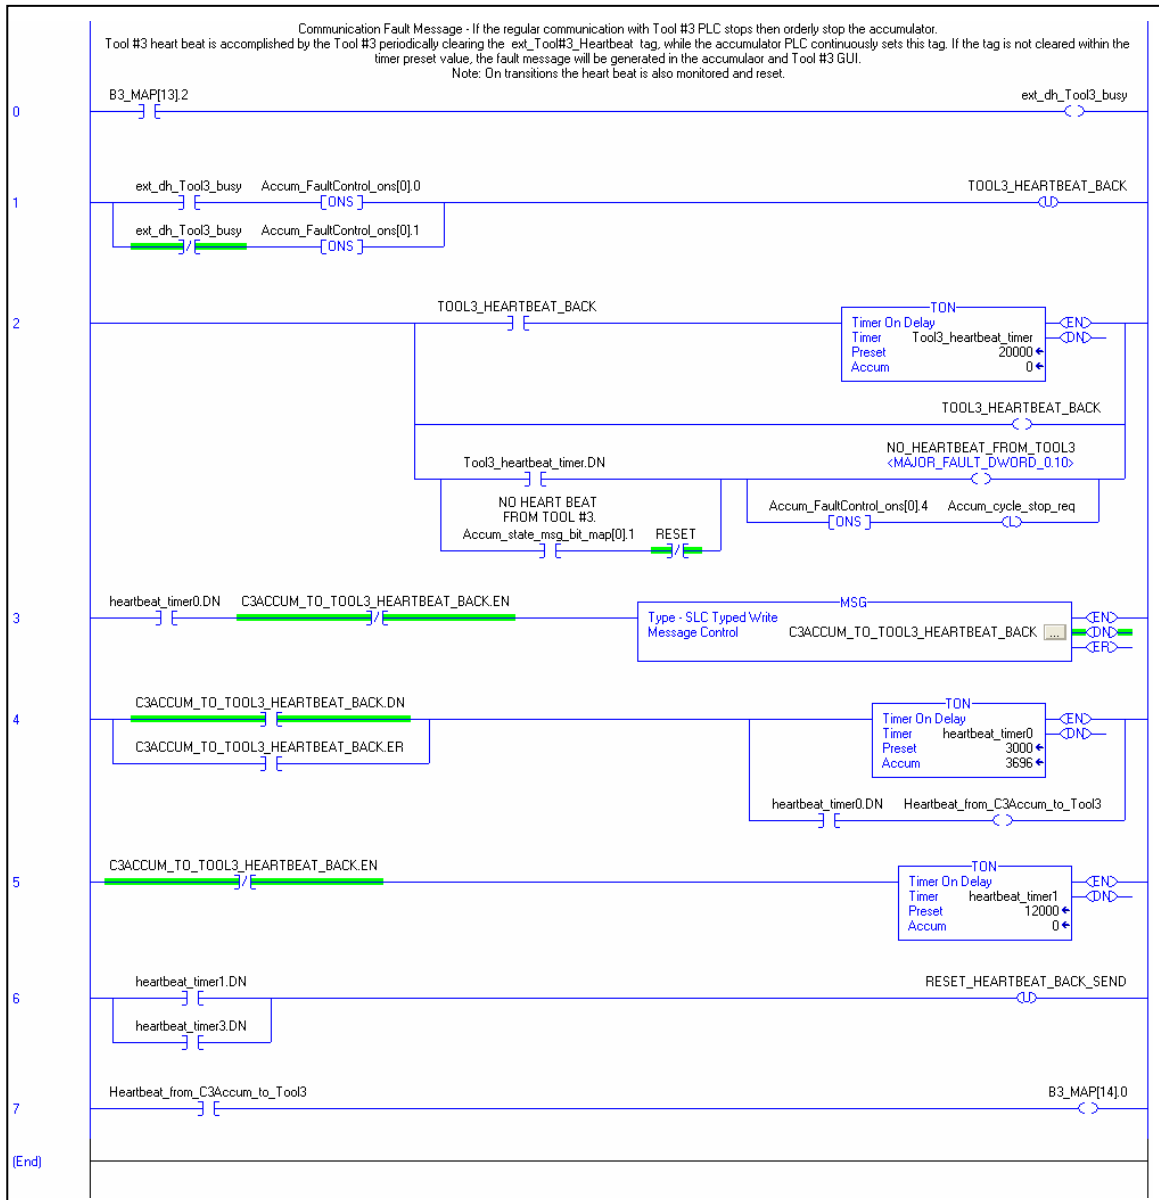 Communication Fault Message - If the regular communication with Tool #3 PLC stops then orderly stop the accumulator.
Tool #3 heart beat is accomplished by the Tool #3 periodically clearing the ext_Tool#3_Heartbeat tag, while the accumulator PLC continuously sets this tag. If the tag is not cleared within the
timer preset value, the fault message will be generated in the accumulaor and Tool #3 GUI.
Note: On transitions the heart beat is also monitored and reset.
B3_MAP[13].2 ext_dh_Tool3_busy
0
ext_dh_Tool3_busy Accum_FaultControl_ons[0].0 TOOL3_HEARTBEAT_BACK
1 ONS U
ext_dh_Tool3_busy Accum_FaultControl_ons[0].1
ONS
TOOL3_HEARTBEAT_BACK TON
2 Timer On Delay EN
Timer Tool3_heartbeat_timer DN
Preset 20000
Accum 0
TOOL3_HEARTBEAT_BACK
NO_HEARTBEAT_FROM_TOOL3
Tool3_heartbeat_timer.DN <MAJOR_FAULT_DWORD_0.10>
NO HEART BEAT
FROM TOOL #3.
Accum_FaultControl_ons[0].4 Accum_cycle_stop_req
ONS L
Accum_state_msg_bit_map[0].1 RESET
heartbeat_timer0.DN C3ACCUM_TO_TOOL3_HEARTBEAT_BACK.EN MSG
3 Type - SLC Typed Write EN
Message Control C3ACCUM_TO_TOOL3_HEARTBEAT_BACK ... DN
ER
C3ACCUM_TO_TOOL3_HEARTBEAT_BACK.DN TON
4 Timer On Delay EN
Timer heartbeat_timer0 DN
Preset 3000
Accum 3696
C3ACCUM_TO_TOOL3_HEARTBEAT_BACK.ER
heartbeat_timer0.DN Heartbeat_from_C3Accum_to_Tool3
C3ACCUM_TO_TOOL3_HEARTBEAT_BACK.EN TON
5 Timer On Delay EN
Timer heartbeat_timer1 DN
Preset 12000
Accum 0
heartbeat_timer1.DN RESET_HEARTBEAT_BACK_SEND
6 U
heartbeat_timer3.DN
Heartbeat_from_C3Accum_to_Tool3 B3_MAP[14].0
7
(End)